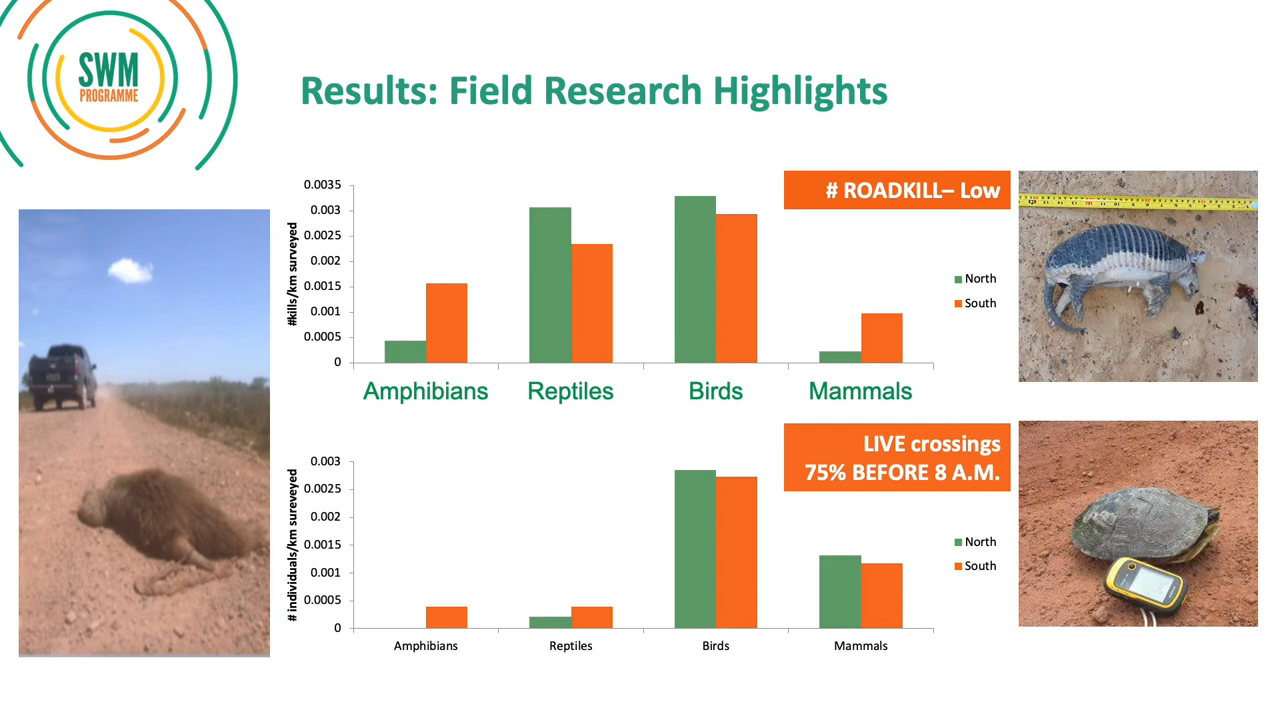 SWM
PROGRAMME
Results: Field Research Highlights
# ROADKILL– Low
#kills/km surveyed
0.0035
0.003
0.0025
0.002
0.0015
0.001
0.0005
0
Amphibians Reptiles Birds Mammals
North
South
LIVE crossings
75% BEFORE 8 A.M.
# individuals/km sureveyed
0.003
0.0025
0.002
0.0015
0.001
0.0005
0
Amphibians Reptiles Birds Mammals
North
South